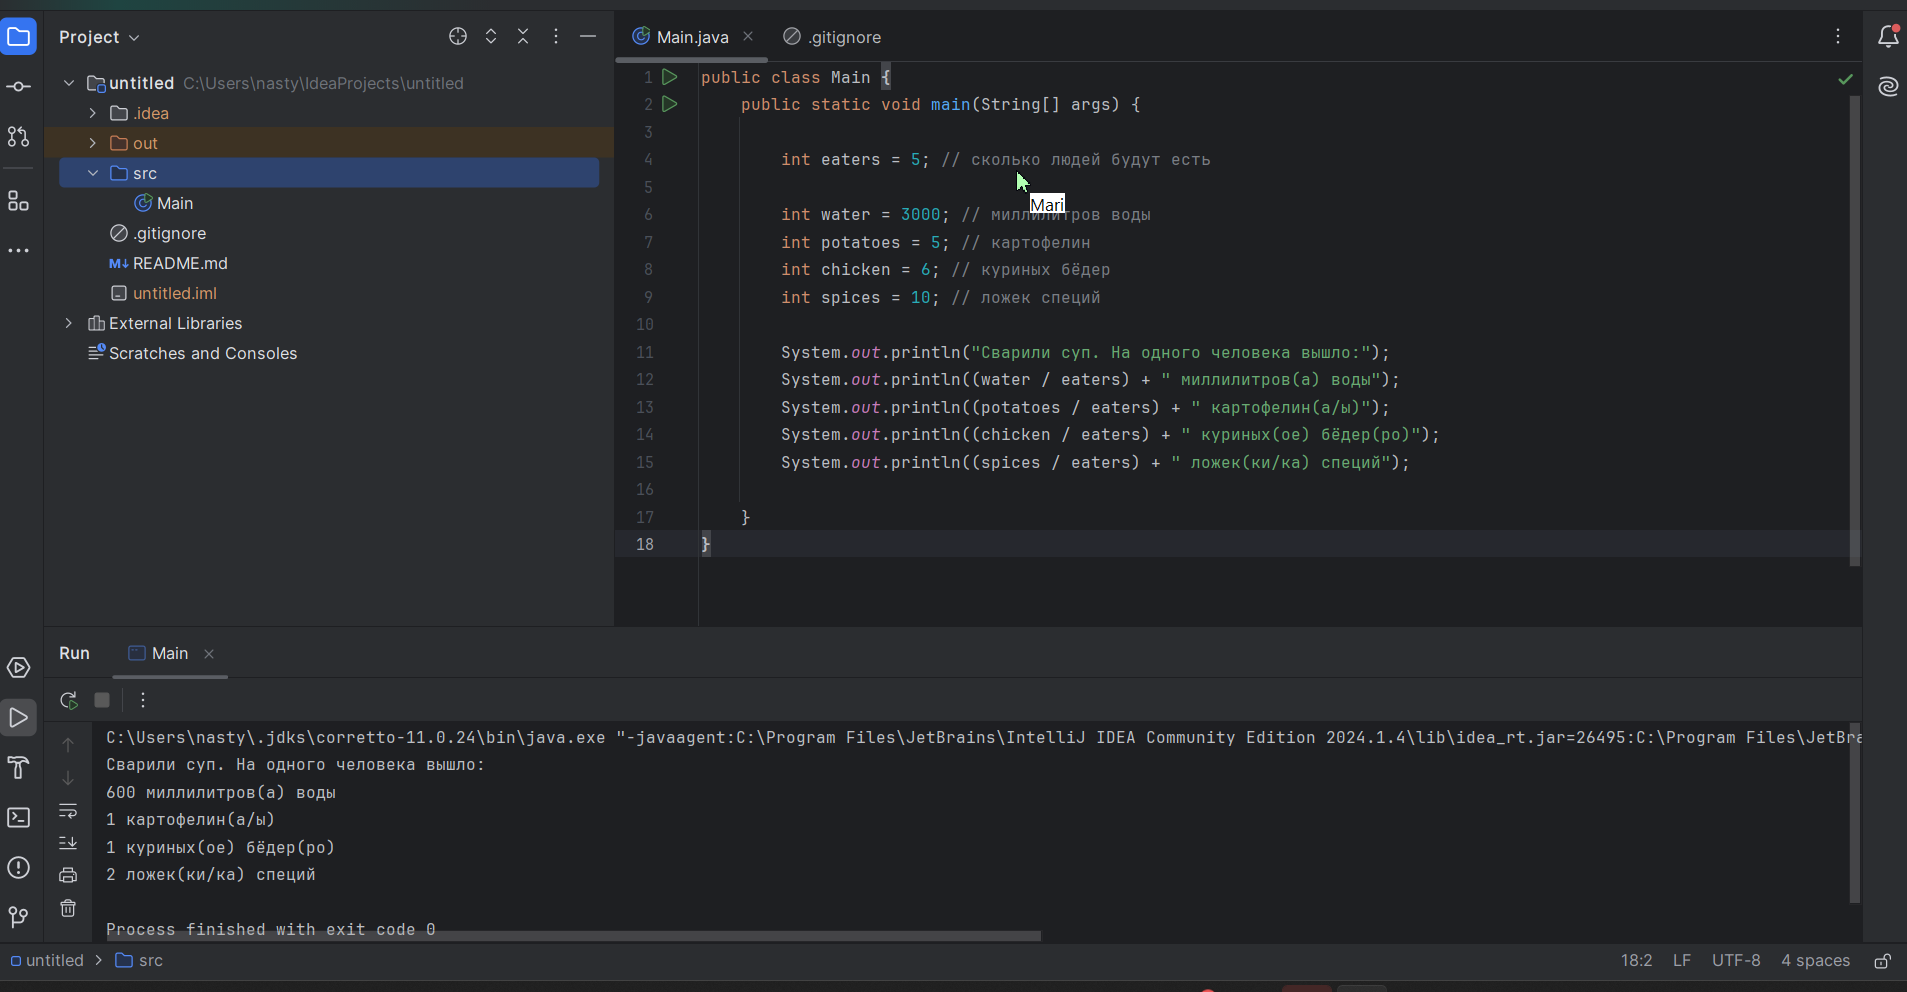 Project
untitled C:\Users\nasty\IdeaProjects\untitled
.idea
out
src
Main
.gitignore
M↓ README.md
untitled.iml
External Libraries
Scratches and Consoles
Main.java
.gitignore
1 public class Main {
2 public static void main(String[] args) {
3
4 int eaters = 5; // сколько людей будут есть
5
Mari
6 int water = 3000; // миллилитров воды
7 int potatoes = 5; // картофелин
8 int chicken = 6; // куриных бёдер
9 int spices = 10; // ложек специй
10
11 System.out.println("Сварили суп. На одного человека вышло:");
12 System.out.println((water / eaters) + " миллилитров(а) воды");
13 System.out.println((potatoes / eaters) + " картофелин(а/ы)");
14 System.out.println((chicken / eaters) + " куриных(ое) бёдер(ро)");
15 System.out.println((spices / eaters) + " ложек(ки/ка) специй");
16
17 }
18 }
Run Main
C:\Users\nasty\.jdks\corretto-11.0.24\bin\java.exe "-javaagent:C:\Program Files\JetBrains\IntelliJ IDEA Community Edition 2024.1.4\lib\idea_rt.jar=26495:C:\Program Files\JetBra
Сварили суп. На одного человека вышло:
600 миллилитров(а) воды
1 картофелин(а/ы)
1 куриных(ое) бёдер(ро)
2 ложек(ки/ка) специй
Process finished with exit code 0
untitled > src
18:2 LF UTF-8 4 spaces